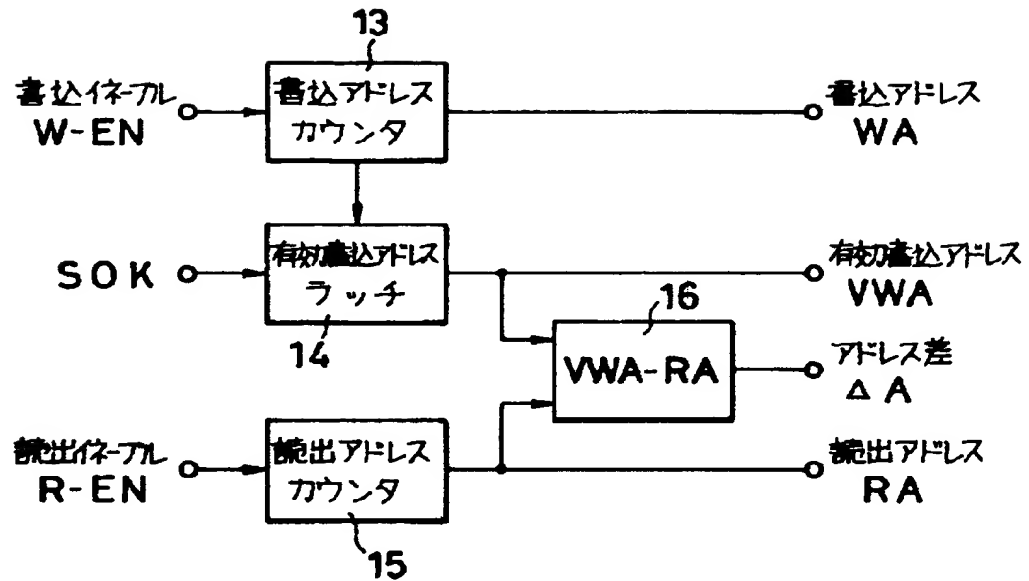 13
書込イネーブル
W-EN
書込アドレス
カウンタ
書込アドレス
WA
SOK
有効書込アドレス
ラッチ
14
有効書込アドレス
VWA
16
VWA-RA
アドレス差
ΔA
読出イネーブル
R-EN
読出アドレス
カウンタ
15
読出アドレス
RA